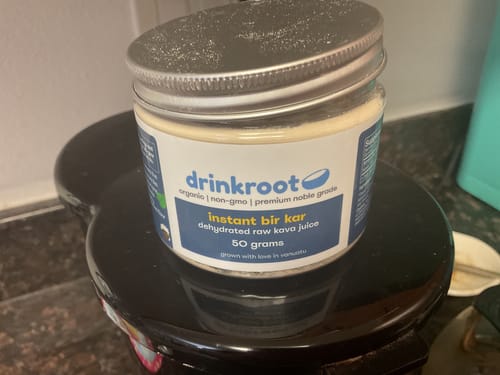 drinkroot
organic | non-gmo | premium noble grade
instant bir kar
dehydrated raw kava juice
50 grams
grown with love in vanuatu